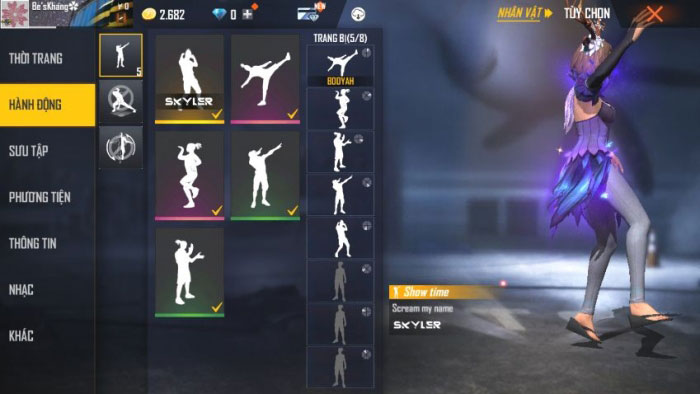 Be'sKhang✿
2.682
0
NHÂN VẬT
TÙY CHỌN
THỜI TRANG
HÀNH ĐỘNG
SƯU TẬP
PHƯƠNG TIỆN
THÔNG TIN
NHẠC
KHÁC
5
SKYLER
TRANG BỊ(5/8)
BOOYAH
Show time
Scream my name
SKYLER